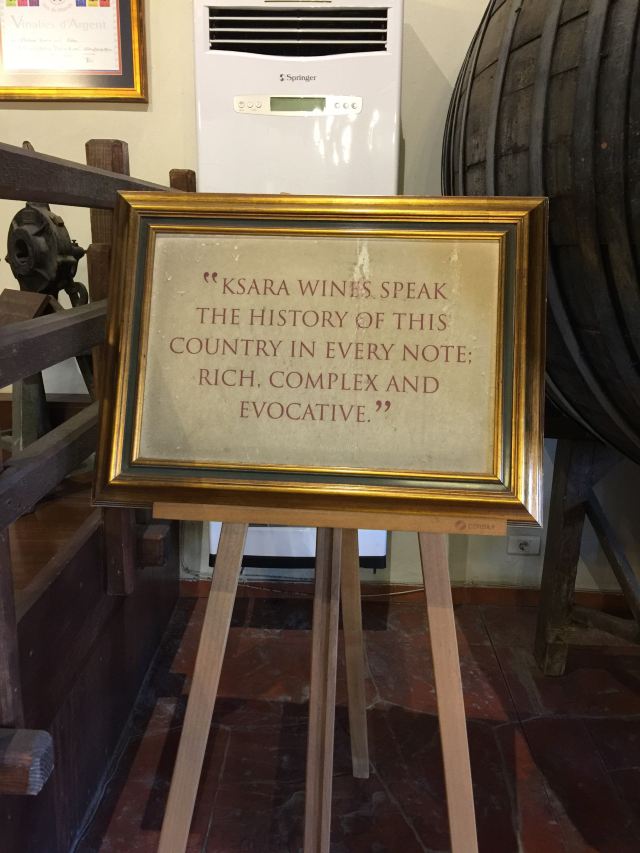 Vinalies d'Argent
Springer
“KSARA WINES SPEAK
THE HISTORY OF THIS
COUNTRY IN EVERY NOTE;
RICH, COMPLEX AND
EVOCATIVE.”